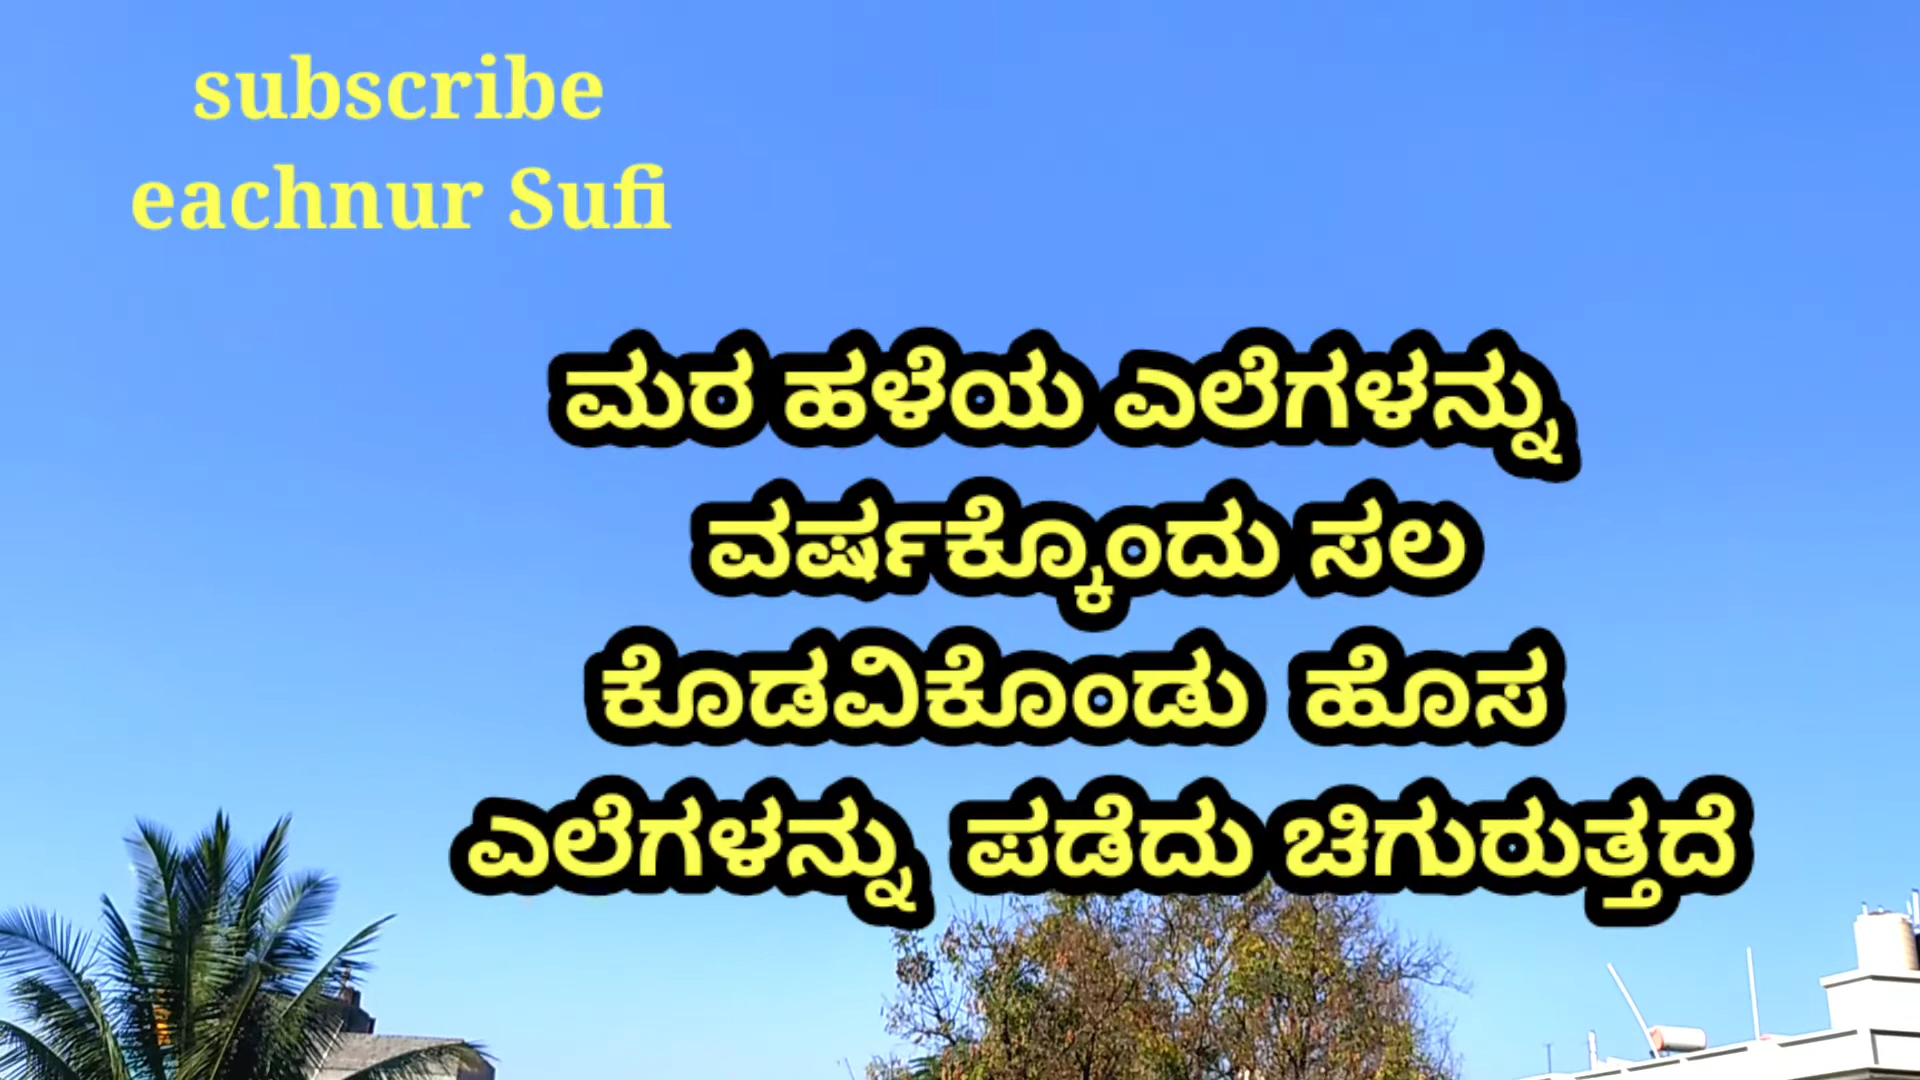 subscribe
eachnur Sufi
ಮರ ಹಳೆಯ ಎಲೆಗಳನ್ನು
ವರ್ಷಕ್ಕೊಂದು ಸಲ
ಕೊಡವಿಕೊಂಡು ಹೊಸ
ಎಲೆಗಳನ್ನು ಪಡೆದು ಚಿಗುರುತ್ತದೆ